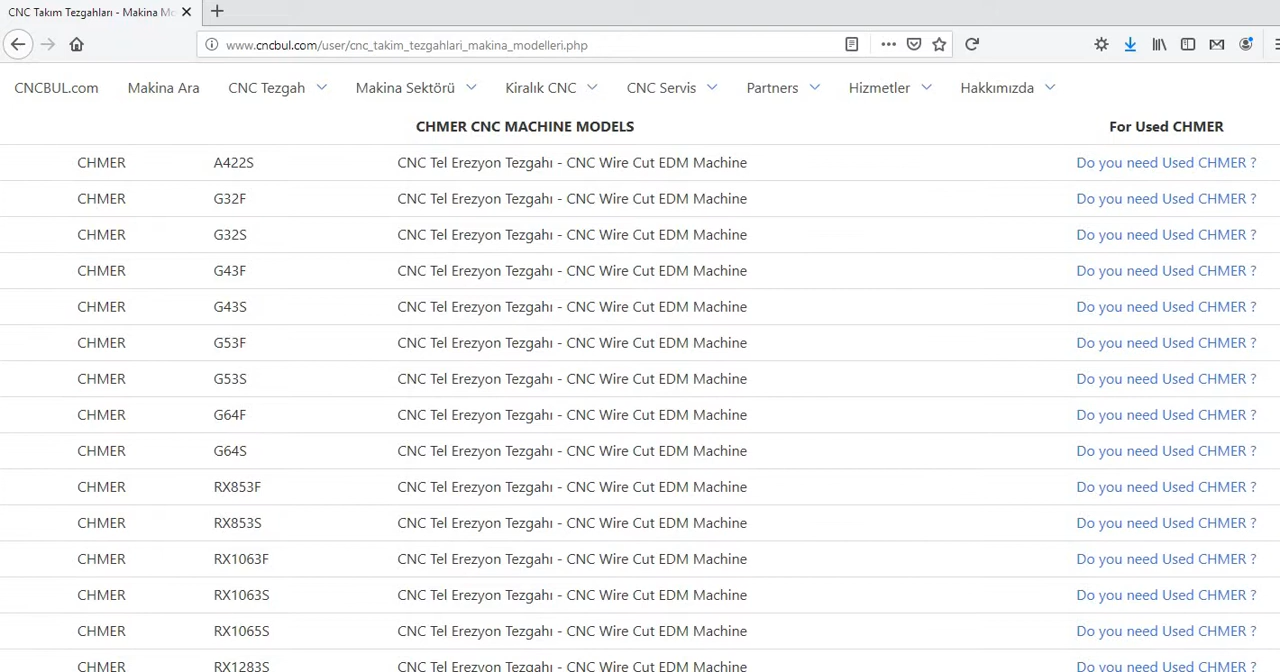 CNC Takım Tezgahları - Makina Mo
www.cncbul.com/user/cnc_takim_tezgahlari_makina_modelleri.php
CNCBUL.com Makina Ara CNC Tezgah Makina Sektörü Kiralık CNC CNC Servis Partners Hizmetler Hakkımızda
CHMER CNC MACHINE MODELS For Used CHMER
CHMER A422S CNC Tel Erezyon Tezgahı - CNC Wire Cut EDM Machine Do you need Used CHMER ?
CHMER G32F CNC Tel Erezyon Tezgahı - CNC Wire Cut EDM Machine Do you need Used CHMER ?
CHMER G32S CNC Tel Erezyon Tezgahı - CNC Wire Cut EDM Machine Do you need Used CHMER ?
CHMER G43F CNC Tel Erezyon Tezgahı - CNC Wire Cut EDM Machine Do you need Used CHMER ?
CHMER G43S CNC Tel Erezyon Tezgahı - CNC Wire Cut EDM Machine Do you need Used CHMER ?
CHMER G53F CNC Tel Erezyon Tezgahı - CNC Wire Cut EDM Machine Do you need Used CHMER ?
CHMER G53S CNC Tel Erezyon Tezgahı - CNC Wire Cut EDM Machine Do you need Used CHMER ?
CHMER G64F CNC Tel Erezyon Tezgahı - CNC Wire Cut EDM Machine Do you need Used CHMER ?
CHMER G64S CNC Tel Erezyon Tezgahı - CNC Wire Cut EDM Machine Do you need Used CHMER ?
CHMER RX853F CNC Tel Erezyon Tezgahı - CNC Wire Cut EDM Machine Do you need Used CHMER ?
CHMER RX853S CNC Tel Erezyon Tezgahı - CNC Wire Cut EDM Machine Do you need Used CHMER ?
CHMER RX1063F CNC Tel Erezyon Tezgahı - CNC Wire Cut EDM Machine Do you need Used CHMER ?
CHMER RX1063S CNC Tel Erezyon Tezgahı - CNC Wire Cut EDM Machine Do you need Used CHMER ?
CHMER RX1065S CNC Tel Erezyon Tezgahı - CNC Wire Cut EDM Machine Do you need Used CHMER ?
CHMER RX1283S CNC Tel Erezyon Tezgahı - CNC Wire Cut EDM Machine Do you need Used CHMER ?